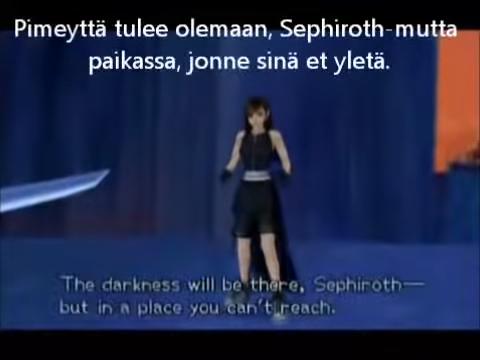 Pimeyttä tulee olemaan, Sephiroth-mutta
paikassa, jonne sinä et yletä.
The darkness will be there, Sephiroth—
but in a place you can't reach.